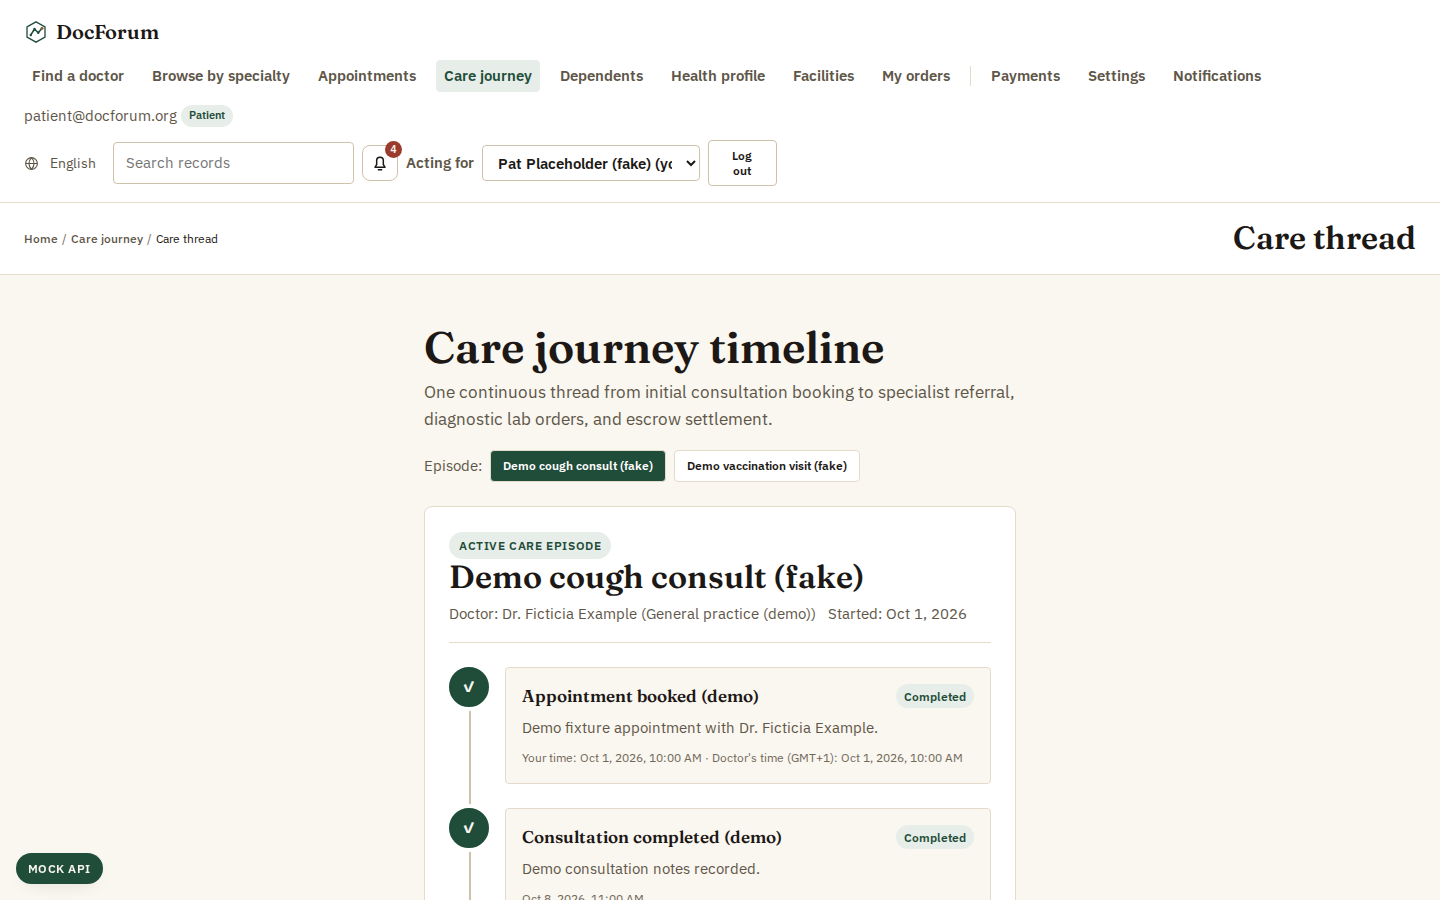 DocForum
Find a doctor Browse by specialty Appointments Care journey Dependents Health profile Facilities My orders Payments Settings Notifications
patient@docforum.org Patient
English Search records 4 Acting for Pat Placeholder (fake) (yo Log out
Home / Care journey / Care thread
Care thread
Care journey timeline
One continuous thread from initial consultation booking to specialist referral,
diagnostic lab orders, and escrow settlement.
Episode: Demo cough consult (fake) Demo vaccination visit (fake)
ACTIVE CARE EPISODE
Demo cough consult (fake)
Doctor: Dr. Ficticia Example (General practice (demo)) Started: Oct 1, 2026
Appointment booked (demo) Completed
Demo fixture appointment with Dr. Ficticia Example.
Your time: Oct 1, 2026, 10:00 AM · Doctor's time (GMT+1): Oct 1, 2026, 10:00 AM
Consultation completed (demo) Completed
Demo consultation notes recorded.
Oct 8, 2026, 11:00 AM
MOCK API